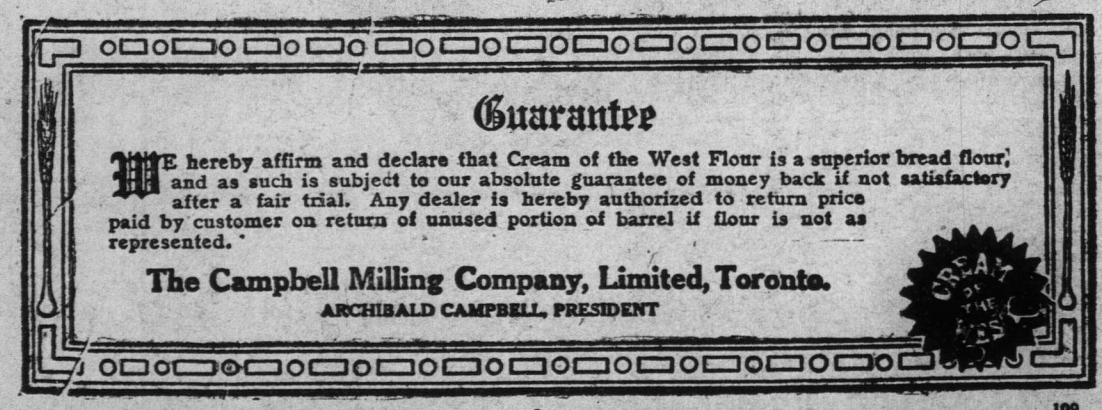 Guarantee
WE hereby affirm and declare that Cream of the West Flour is a superior bread flour,
and as such is subject to our absolute guarantee of money back if not satisfactory
after a fair trial. Any dealer is hereby authorized to return price
paid by customer on return of unused portion of barrel if flour is not as
represented.
The Campbell Milling Company, Limited, Toronto.
ARCHIBALD CAMPBELL, PRESIDENT
CREAM
OF
THE
WEST